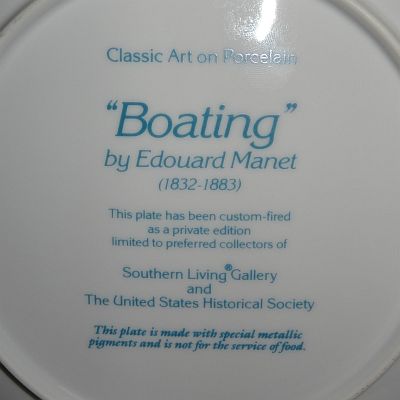 Classic Art on Porcelain
“Boating”
by Edouard Manet
(1832-1883)
This plate has been custom-fired
as a private edition
limited to preferred collectors of
Southern Living® Gallery
and
The United States Historical Society
This plate is made with special metallic
pigments and is not for the service of food.